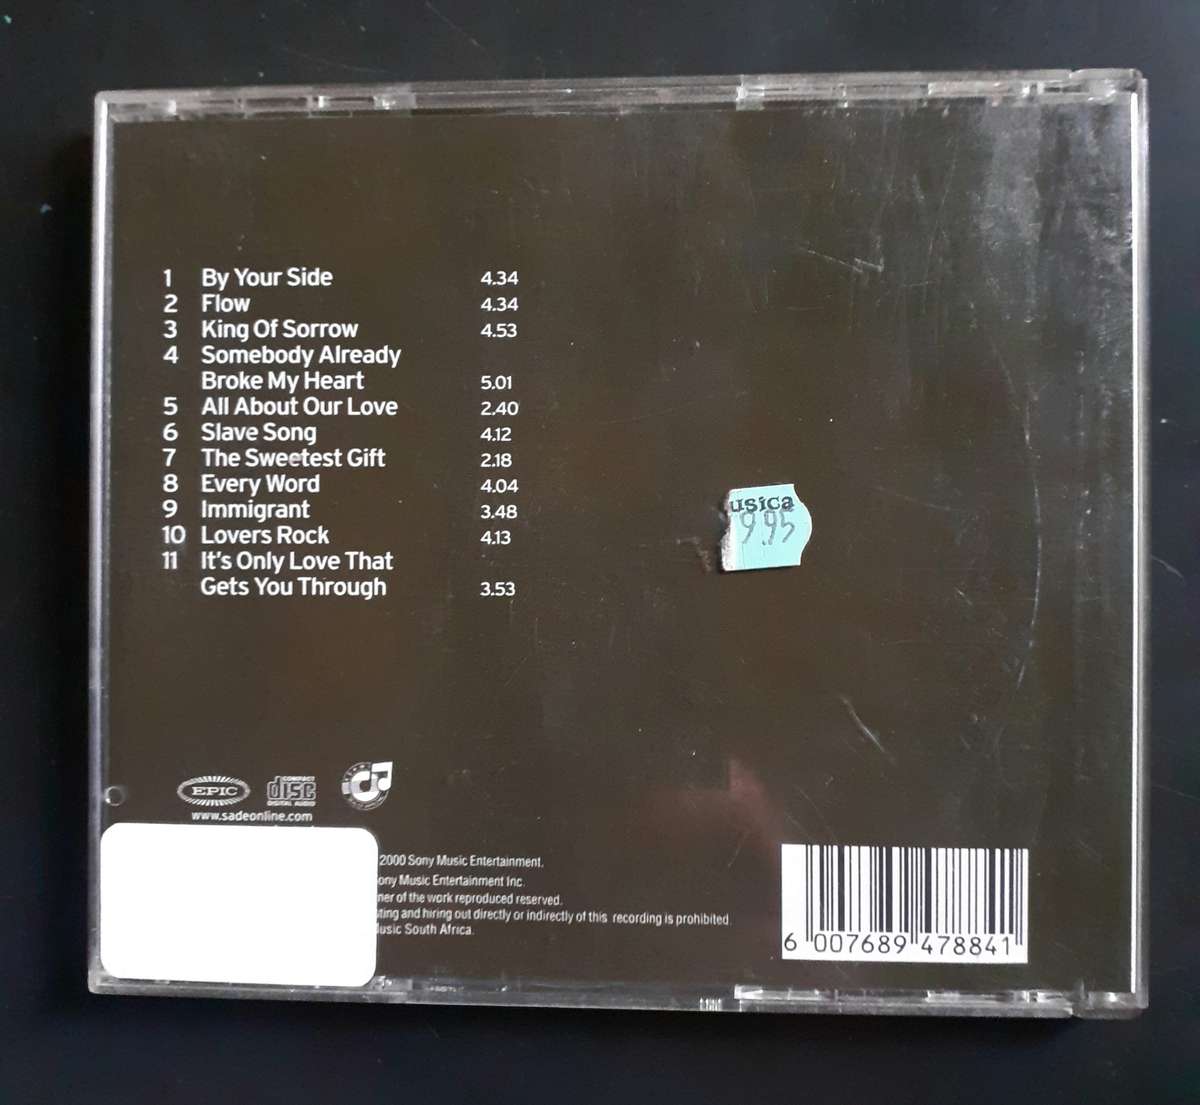 1 By Your Side 4.34
2 Flow 4.34
3 King Of Sorrow 4.53
4 Somebody Already
Broke My Heart 5.01
5 All About Our Love 2.40
6 Slave Song 4.12
7 The Sweetest Gift 2.18
8 Every Word 4.04
9 Immigrant 3.48
10 Lovers Rock 4.13
11 It's Only Love That
Gets You Through 3.53
usica
9.95
EPIC
COMPACT
disc
DIGITAL AUDIO
www.sadeonline.com
2000 Sony Music Entertainment.
ony Music Entertainment Inc.
ner of the work reproduced reserved.
ting and hiring out directly or indirectly of this recording is prohibited.
usic South Africa.
6 007689 478841